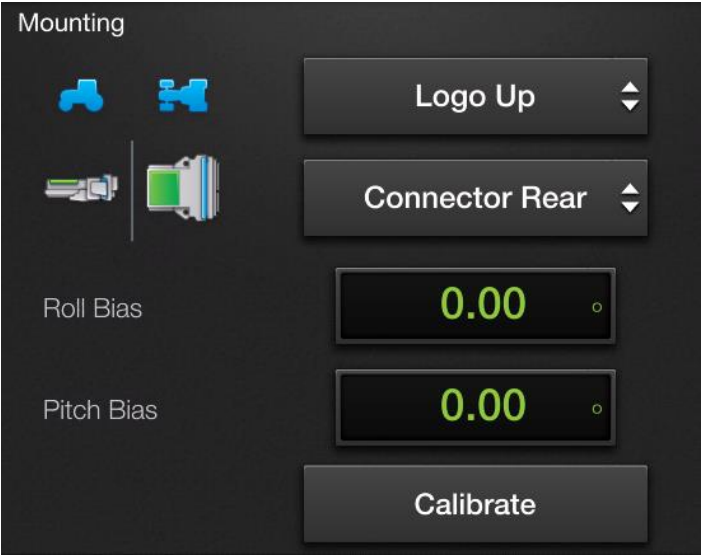 Mounting
Logo Up
Connector Rear
Roll Bias 0.00 °
Pitch Bias 0.00 °
Calibrate